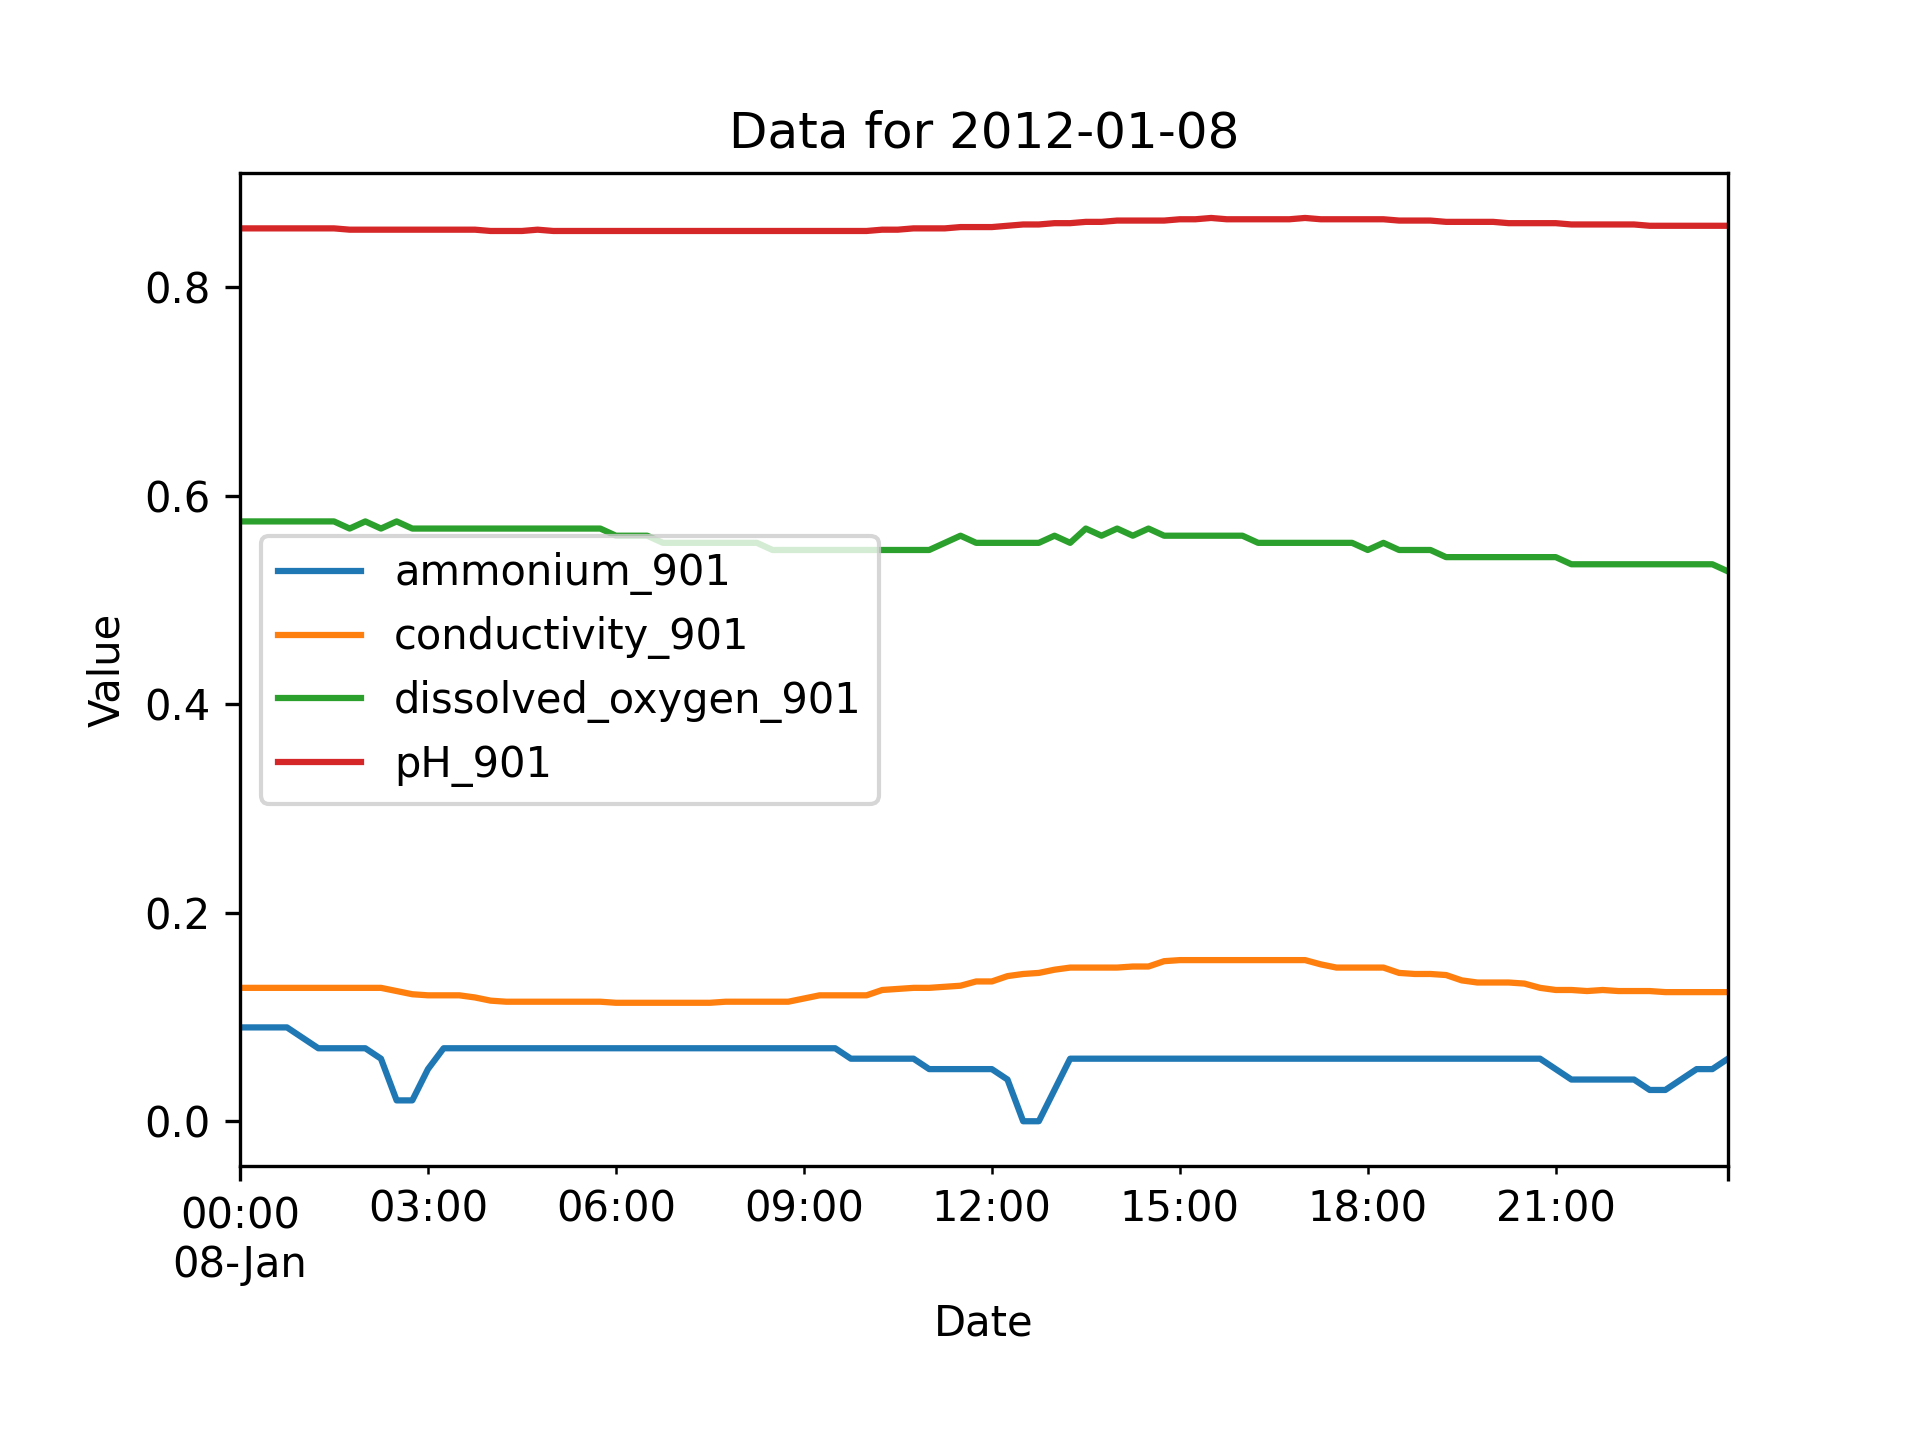 Data for 2012-01-08
Value
0.8
0.6
0.4
0.2
0.0
ammonium_901
conductivity_901
dissolved_oxygen_901
pH_901
00:00 03:00 06:00 09:00 12:00 15:00 18:00 21:00
08-Jan
Date